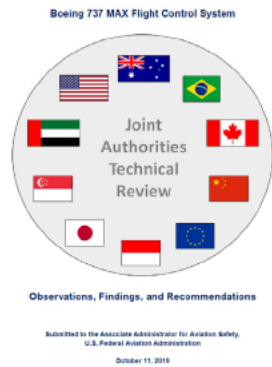 Boeing 737 MAX Flight Control System
Joint
Authorities
Technical
Review
Observations, Findings, and Recommendations
Submitted to the Associate Administrator for Aviation Safety,
U.S. Federal Aviation Administration
October 11, 2019